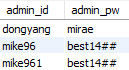 admin_id admin_pw
dongyang mirae
mike96 best14##
mike961 best14##